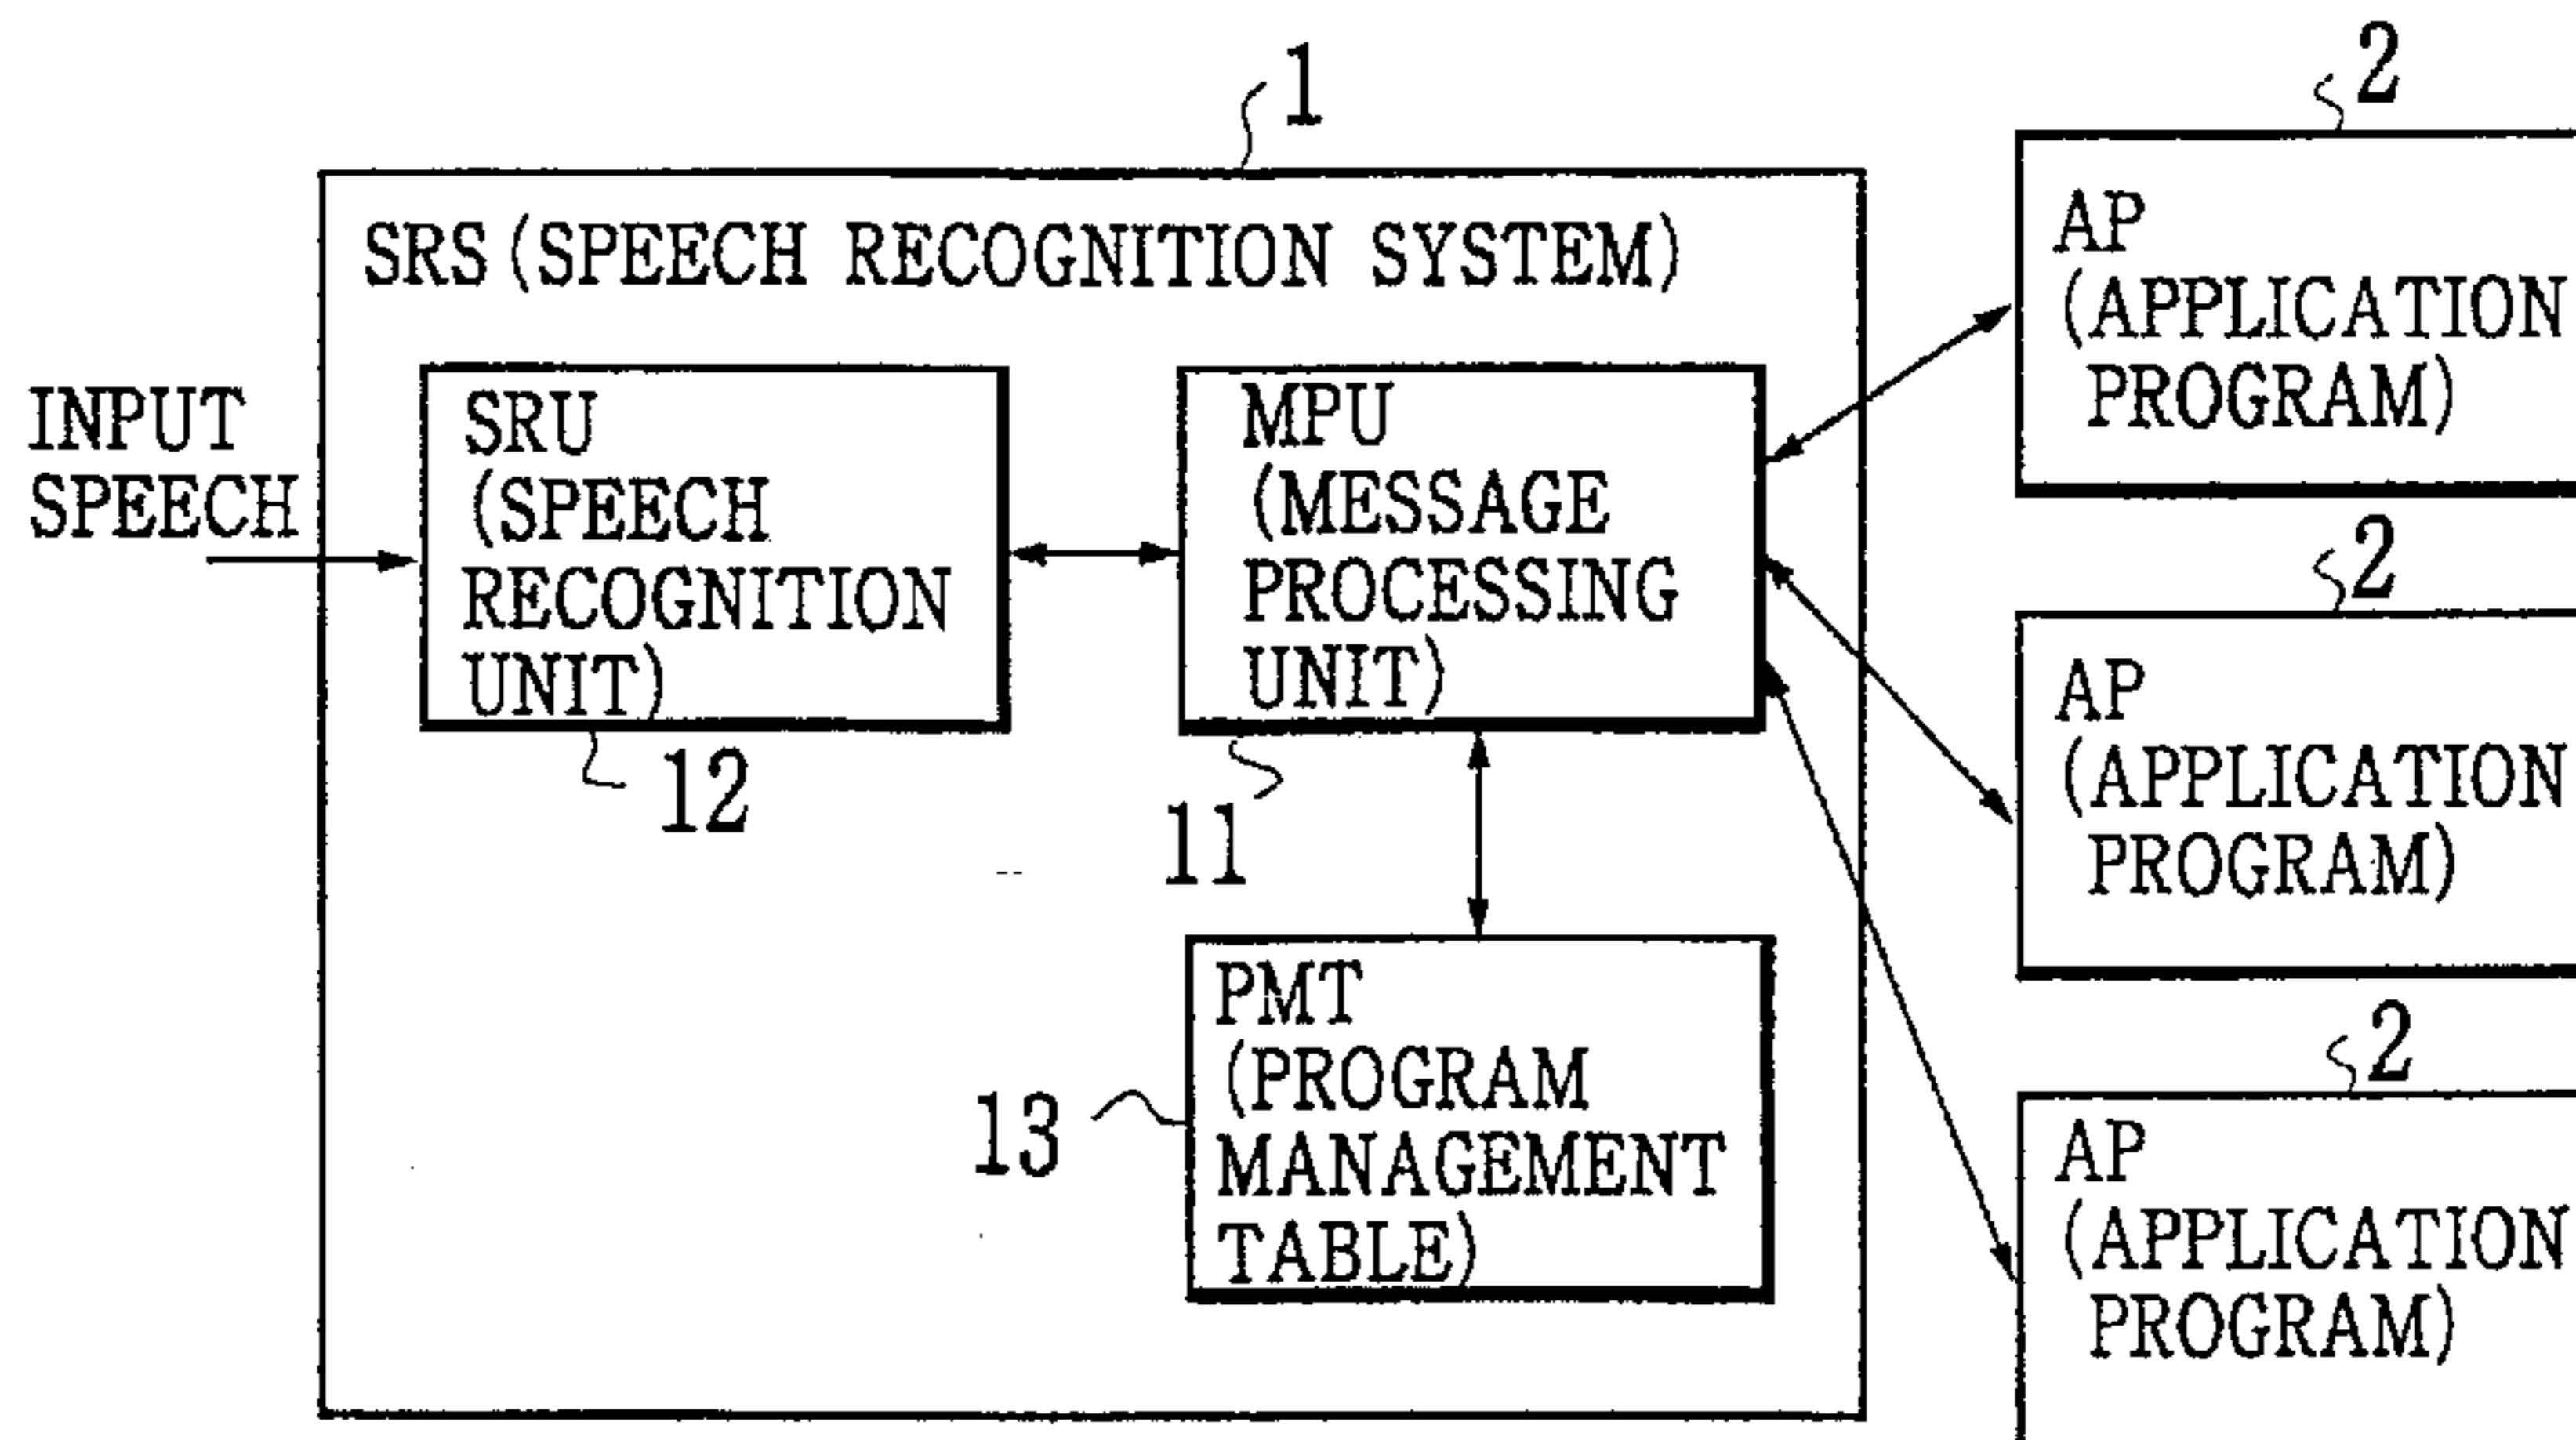 1
SRS (SPEECH RECOGNITION SYSTEM)
INPUT
SPEECH
SRU
(SPEECH
RECOGNITION
UNIT)
12
MPU
(MESSAGE
PROCESSING
UNIT)
11
PMT
(PROGRAM
MANAGEMENT
TABLE)
13
2
AP
(APPLICATION
PROGRAM)
2
AP
(APPLICATION
PROGRAM)
2
AP
(APPLICATION
PROGRAM)